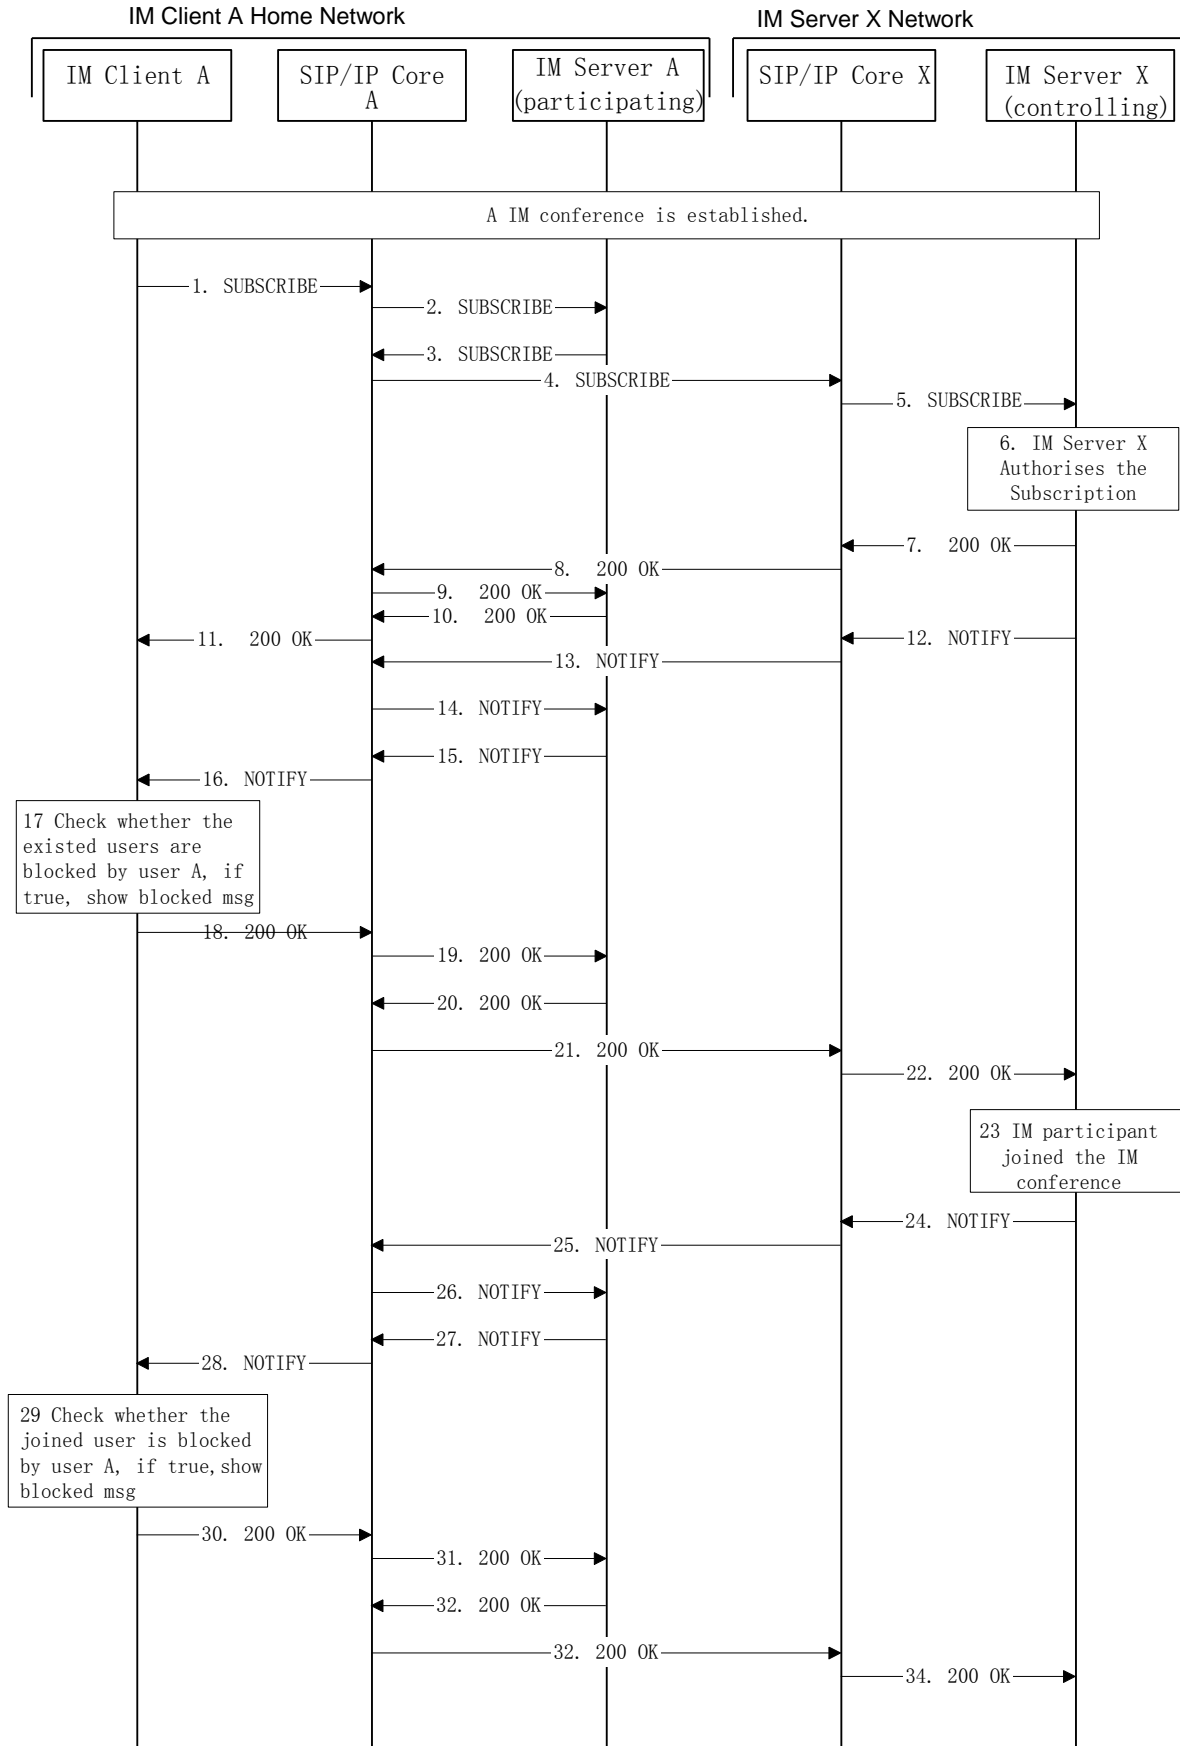 IM Client A Home Network
IM Server X Network
IM Client A
SIP/IP Core
A
IM Server A
(participating)
SIP/IP Core X
IM Server X
(controlling)
A IM conference is established.
1. SUBSCRIBE
2. SUBSCRIBE
3. SUBSCRIBE
4. SUBSCRIBE
5. SUBSCRIBE
6. IM Server X
Authorises the
Subscription
7. 200 OK
8. 200 OK
9. 200 OK
10. 200 OK
11. 200 OK
12. NOTIFY
13. NOTIFY
14. NOTIFY
15. NOTIFY
16. NOTIFY
17 Check whether the
existed users are
blocked by user A, if
true, show blocked msg
18. 200 OK
19. 200 OK
20. 200 OK
21. 200 OK
22. 200 OK
23 IM participant
joined the IM
conference
24. NOTIFY
25. NOTIFY
26. NOTIFY
27. NOTIFY
28. NOTIFY
29 Check whether the
joined user is blocked
by user A, if true, show
blocked msg
30. 200 OK
31. 200 OK
32. 200 OK
32. 200 OK
34. 200 OK